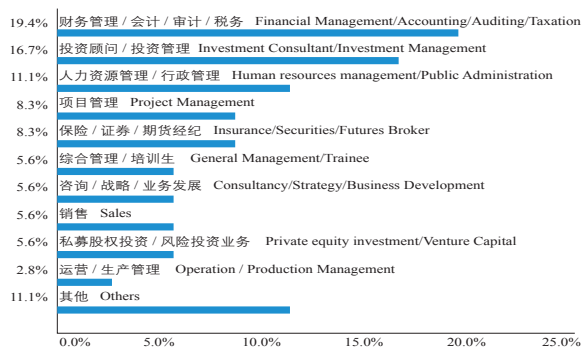 19.4% 财务管理 / 会计 / 审计 / 税务 Financial Management/Accounting/Auditing/Taxation
16.7% 投资顾问 / 投资管理 Investment Consultant/Investment Management
11.1% 人力资源管理 / 行政管理 Human resources management/Public Administration
8.3% 项目管理 Project Management
8.3% 保险 / 证券 / 期货经纪 Insurance/Securities/Futures Broker
5.6% 综合管理 / 培训生 General Management/Trainee
5.6% 咨询 / 战略 / 业务发展 Consultancy/Strategy/Business Development
5.6% 销售 Sales
5.6% 私募股权投资 / 风险投资业务 Private equity investment/Venture Capital
2.8% 运营 / 生产管理 Operation / Production Management
11.1% 其他 Others
0.0% 5.0% 10.0% 15.0% 20.0% 25.0%